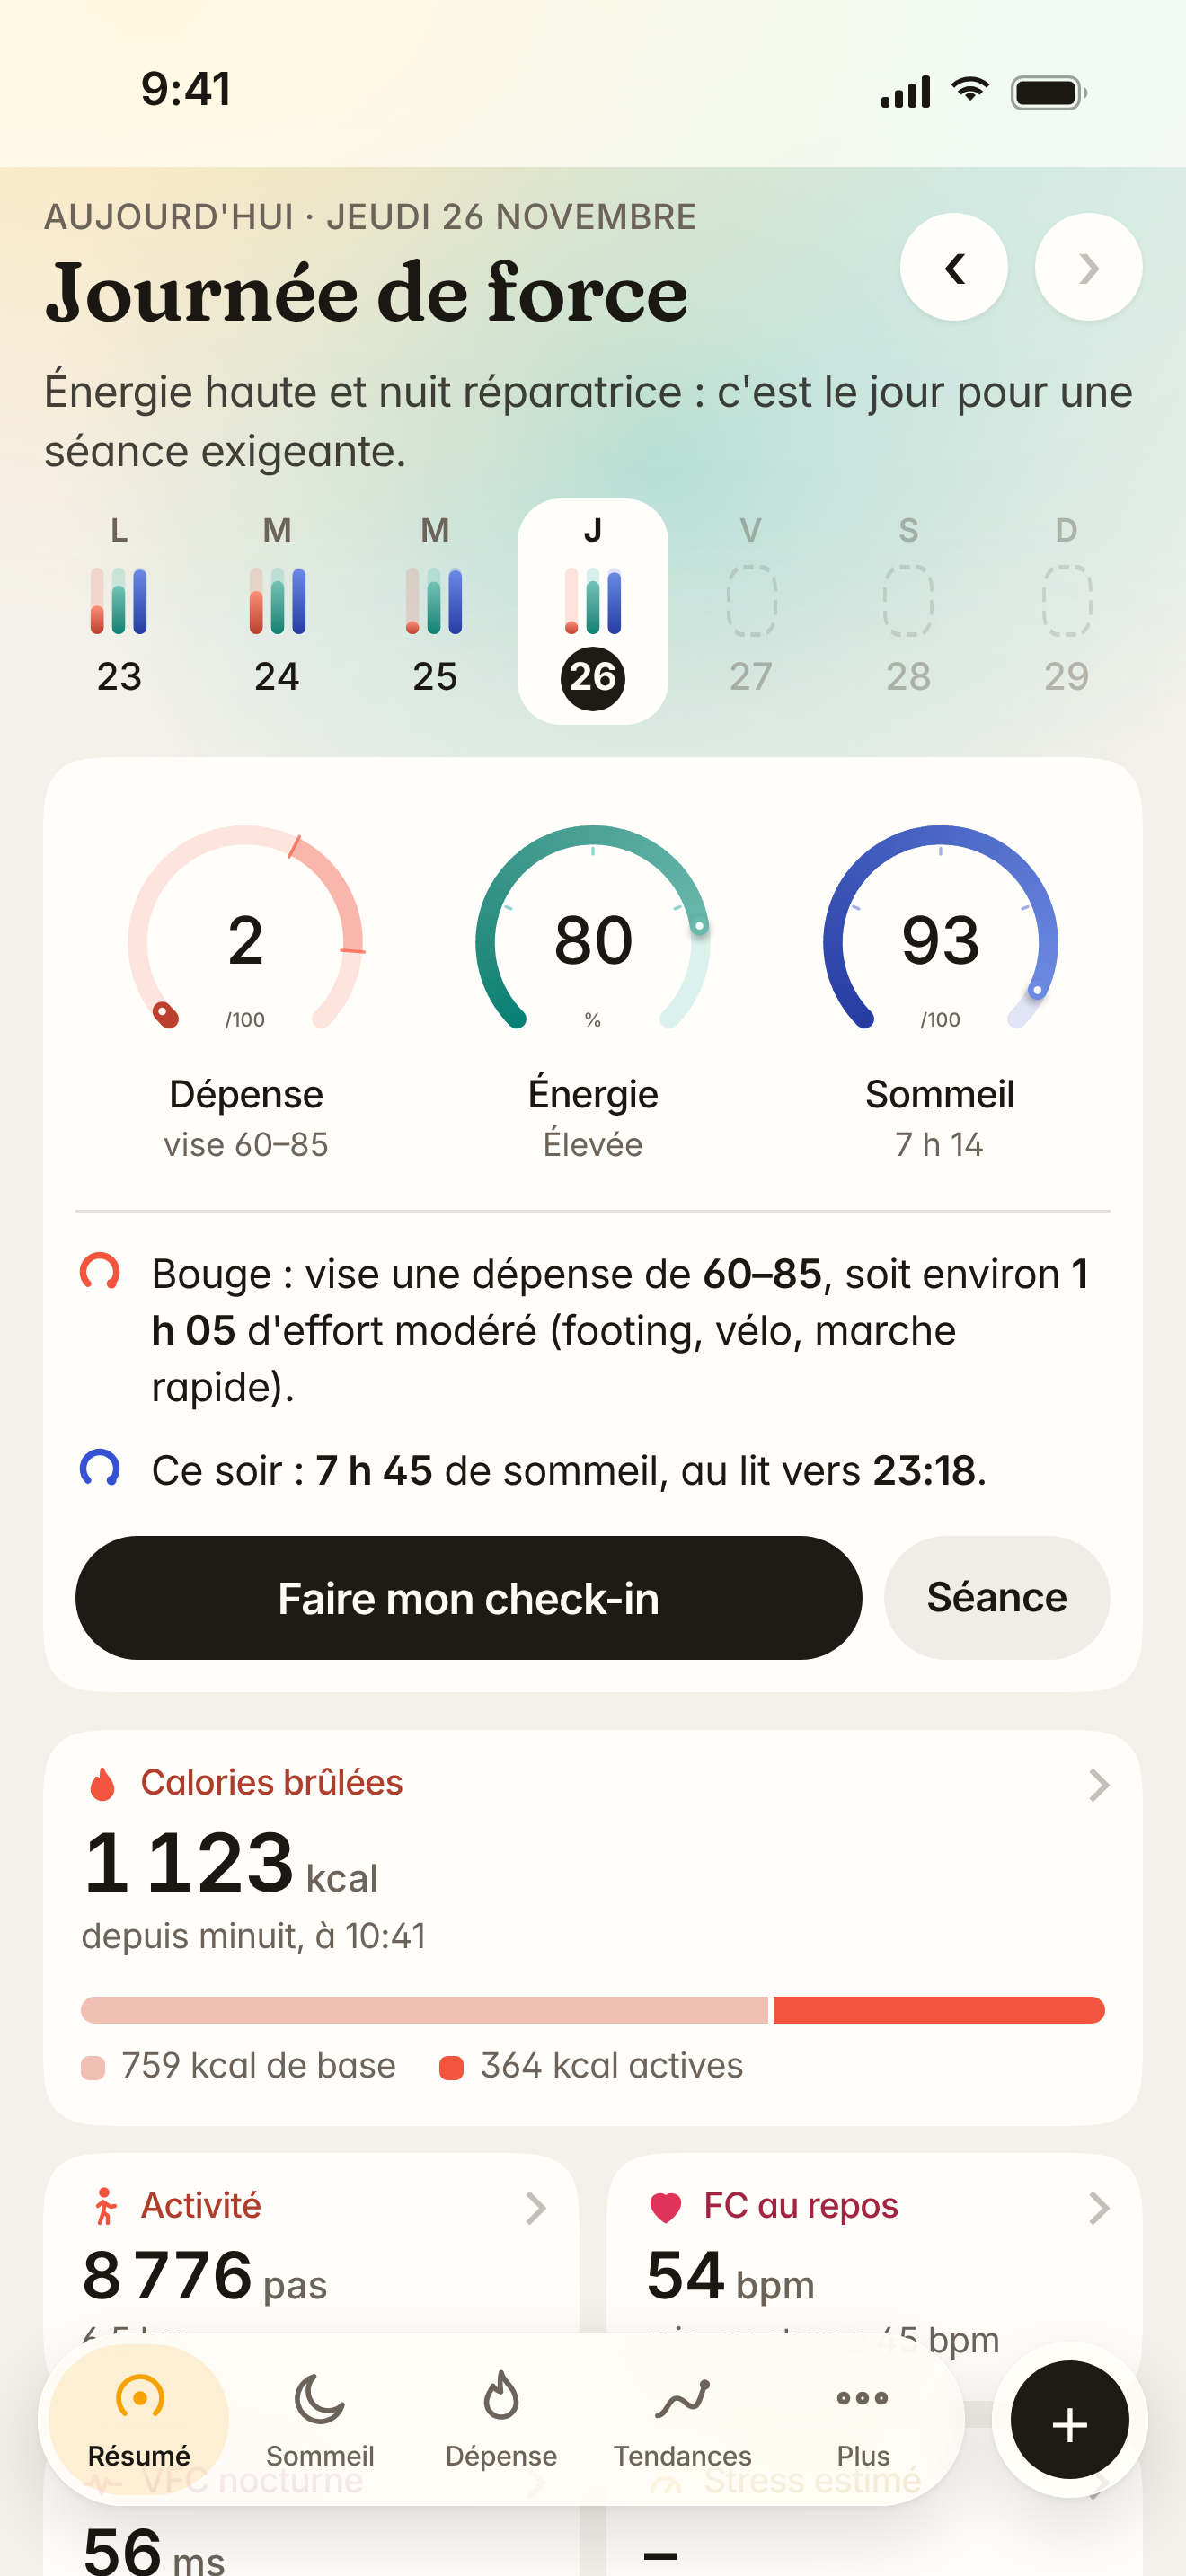 9:41
AUJOURD'HUI · JEUDI 26 NOVEMBRE
Journée de force
Énergie haute et nuit réparatrice : c'est le jour pour une
séance exigeante.
L M M J V S D
23 24 25 26 27 28 29
2 80 93
/100 % /100
Dépense Énergie Sommeil
vise 60–85 Élevée 7 h 14
Bouge : vise une dépense de 60–85, soit environ 1
h 05 d'effort modéré (footing, vélo, marche
rapide).
Ce soir : 7 h 45 de sommeil, au lit vers 23:18.
Faire mon check-in Séance
Calories brûlées
1 123 kcal
depuis minuit, à 10:41
759 kcal de base 364 kcal actives
Activité FC au repos
8 776 pas 54 bpm
45 bpm
Résumé Sommeil Dépense Tendances Plus +
VFC nocturne Stress estimé
56 ms –